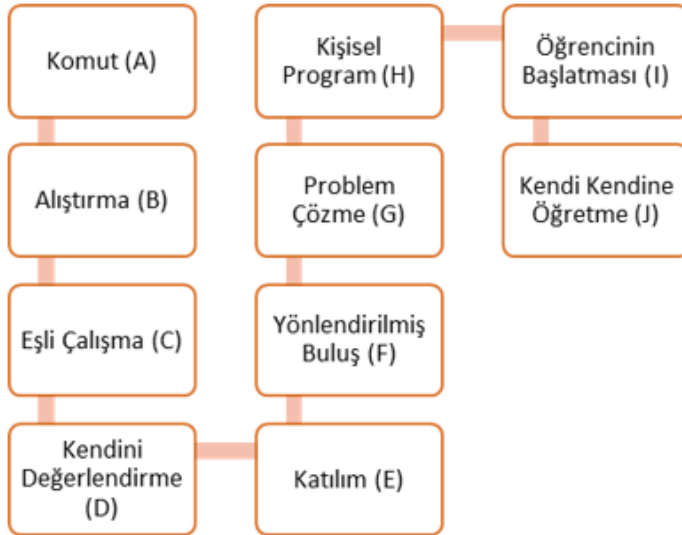 Komut (A)
Alıştırma (B)
Eşli Çalışma (C)
Kendini
Değerlendirme
(D)
Katılım (E)
Yönlendirilmiş
Buluş (F)
Problem
Çözme (G)
Kişisel
Program (H)
Öğrencinin
Başlatması (I)
Kendi Kendine
Öğretme (J)